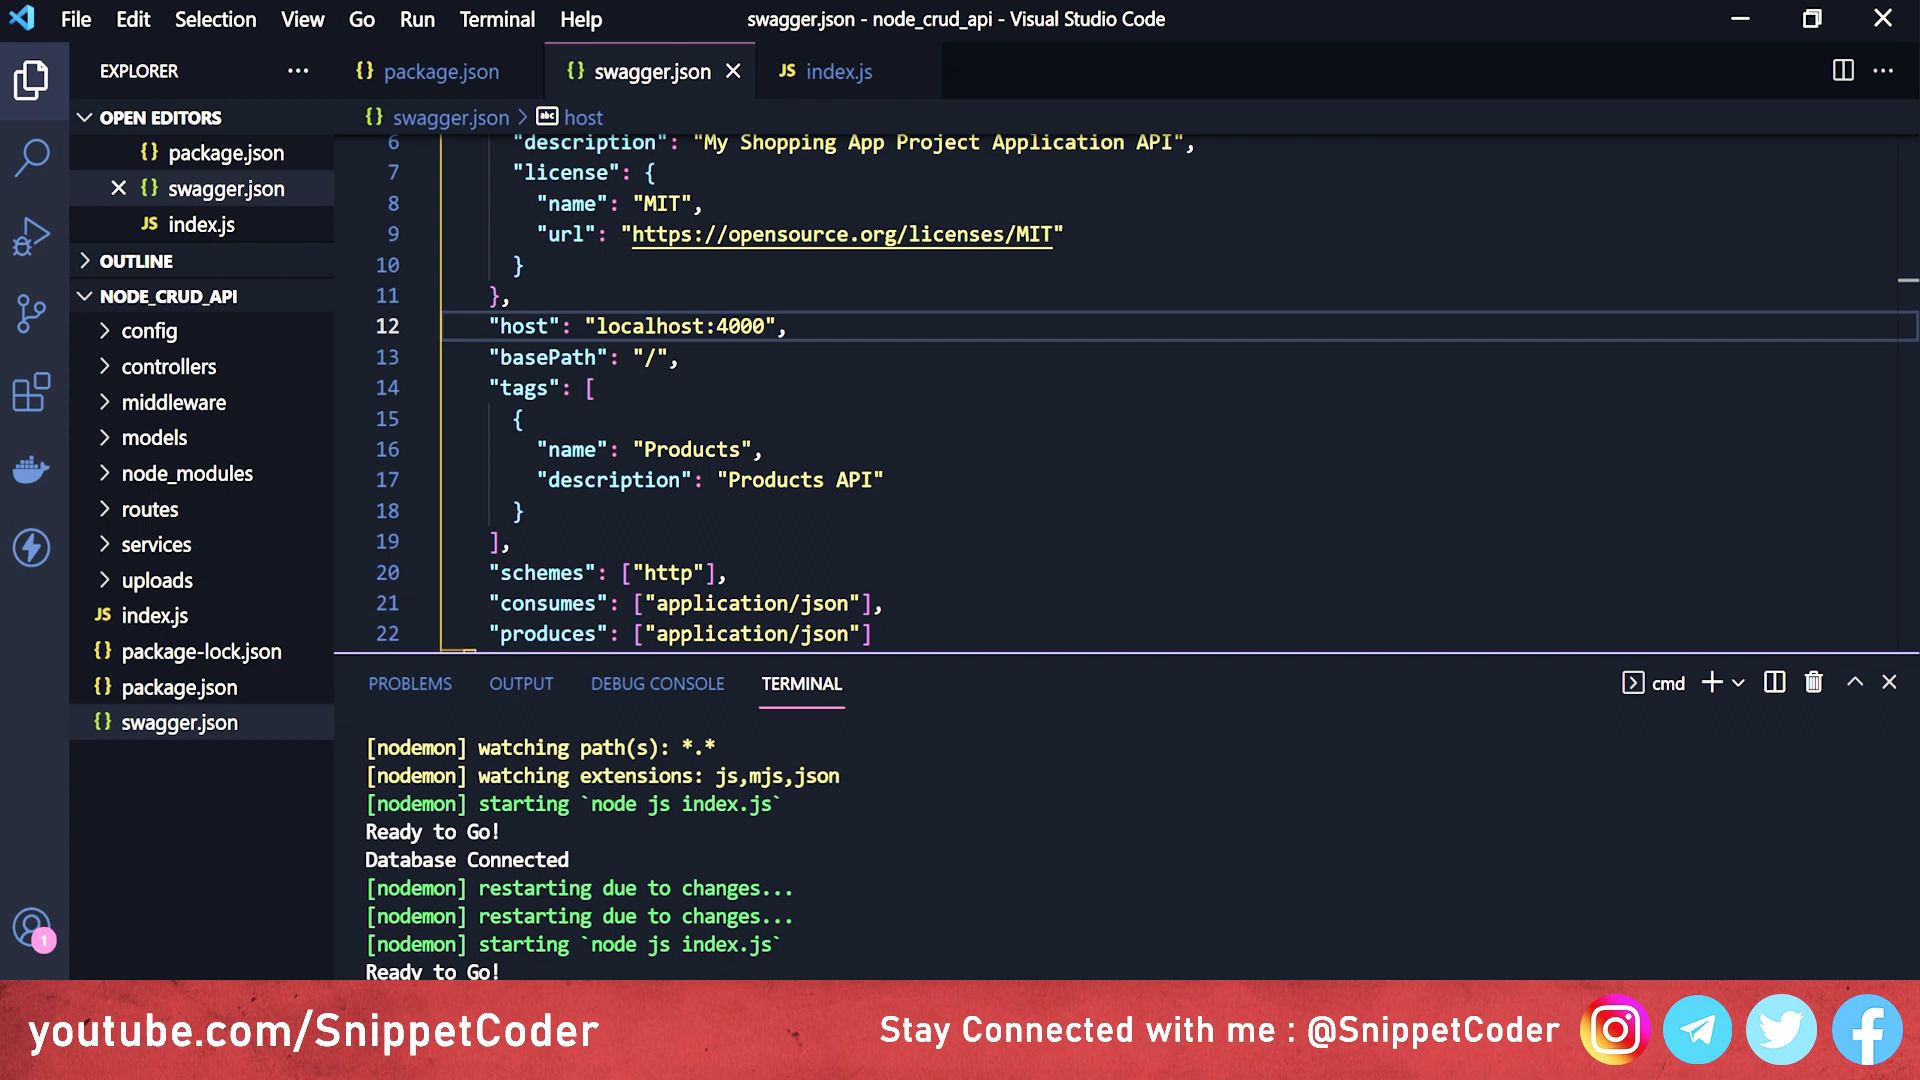 File Edit Selection View Go Run Terminal Help
swagger.json - node_crud_api - Visual Studio Code
EXPLORER
OPEN EDITORS
{} package.json
{} swagger.json
JS index.js
OUTLINE
NODE_CRUD_API
config
controllers
middleware
models
node_modules
routes
services
uploads
JS index.js
{} package-lock.json
{} package.json
{} swagger.json
1
{} package.json
{} swagger.json
JS index.js
{} swagger.json > abc host
6 "description": "My Shopping App Project Application API",
7 "license": {
8 "name": "MIT",
9 "url": "https://opensource.org/licenses/MIT"
10 }
11 },
12 "host": "localhost:4000",
13 "basePath": "/",
14 "tags": [
15 {
16 "name": "Products",
17 "description": "Products API"
18 }
19 ],
20 "schemes": ["http"],
21 "consumes": ["application/json"],
22 "produces": ["application/json"]
PROBLEMS OUTPUT DEBUG CONSOLE TERMINAL
cmd
[nodemon] watching path(s): *.*
[nodemon] watching extensions: js,mjs,json
[nodemon] starting `node js index.js`
Ready to Go!
Database Connected
[nodemon] restarting due to changes...
[nodemon] restarting due to changes...
[nodemon] starting `node js index.js`
Ready to Go!
youtube.com/SnippetCoder
Stay Connected with me : @SnippetCoder